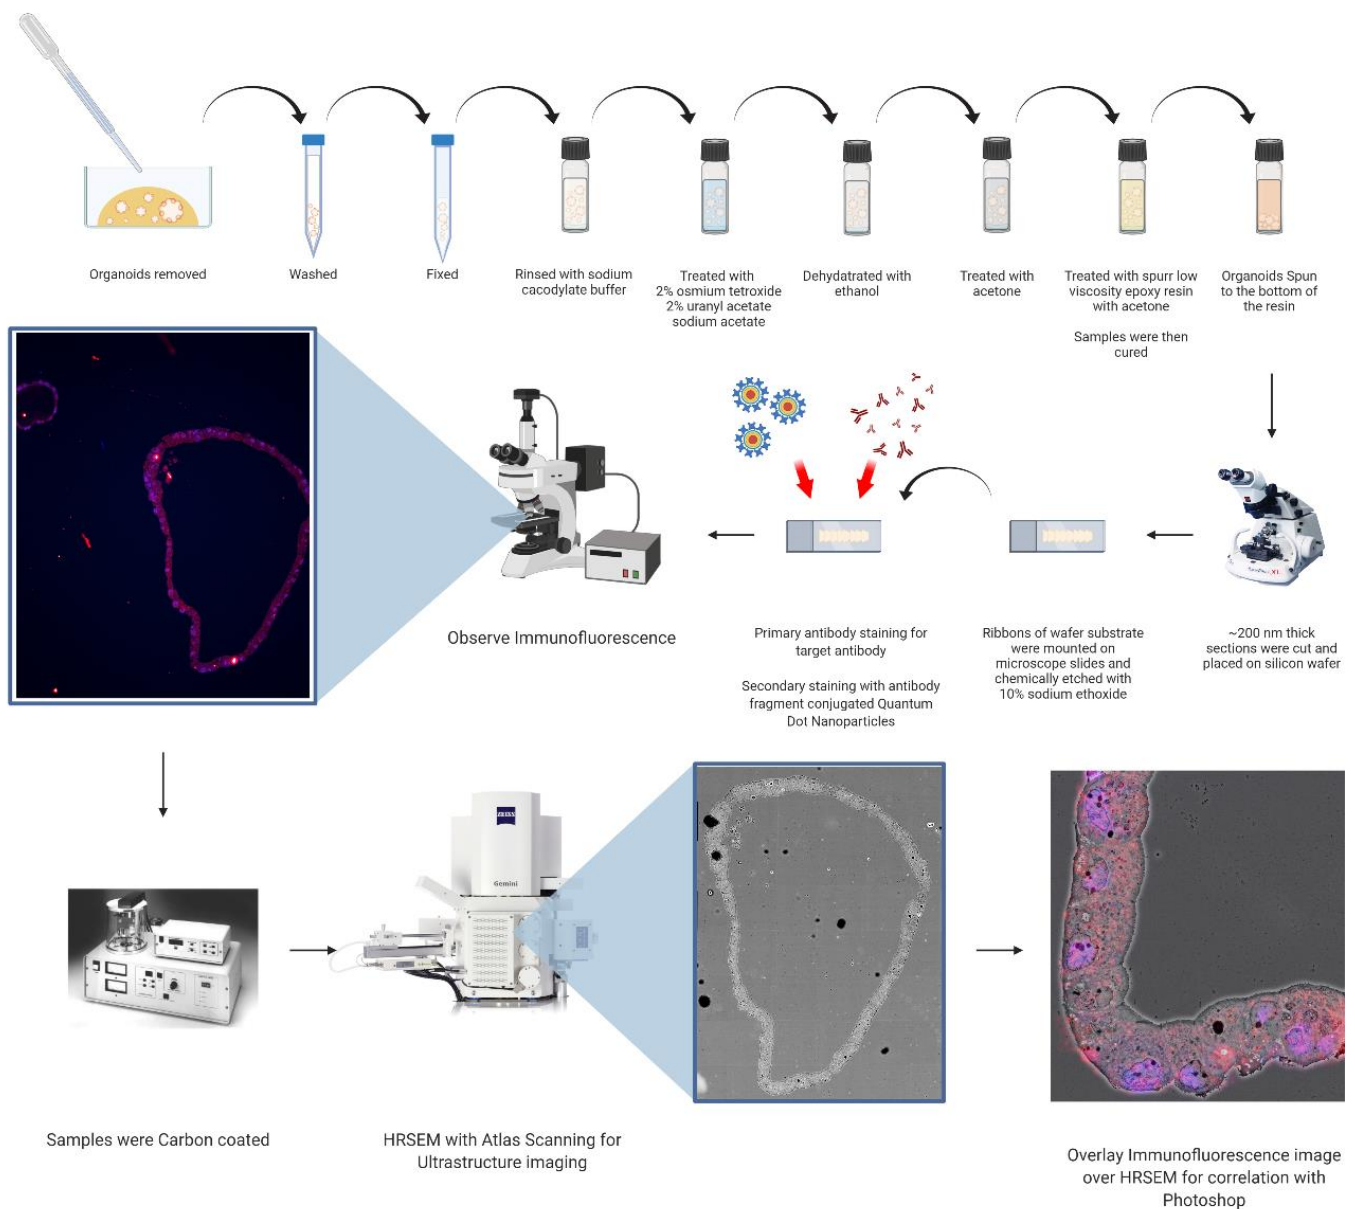 Organoids removed
Washed
Fixed
Rinsed with sodium
cacodylate buffer
Treated with
2% osmium tetroxide
2% uranyl acetate
sodium acetate
Dehydatrated with
ethanol
Treated with
acetone
Treated with spurr low
viscosity epoxy resin
with acetone
Samples were then
cured
Organoids Spun
to the bottom of
the resin
Observe Immunofluorescence
Primary antibody staining for
target antibody
Secondary staining with antibody
fragment conjugated Quantum
Dot Nanoparticles
Ribbons of wafer substrate
were mounted on
microscope slides and
chemically etched with
10% sodium ethoxide
XL
~200 nm thick
sections were cut and
placed on silicon wafer
ZEISS
Gemini
Samples were Carbon coated
HRSEM with Atlas Scanning for
Ultrastructure imaging
Overlay Immunofluorescence image
over HRSEM for correlation with
Photoshop